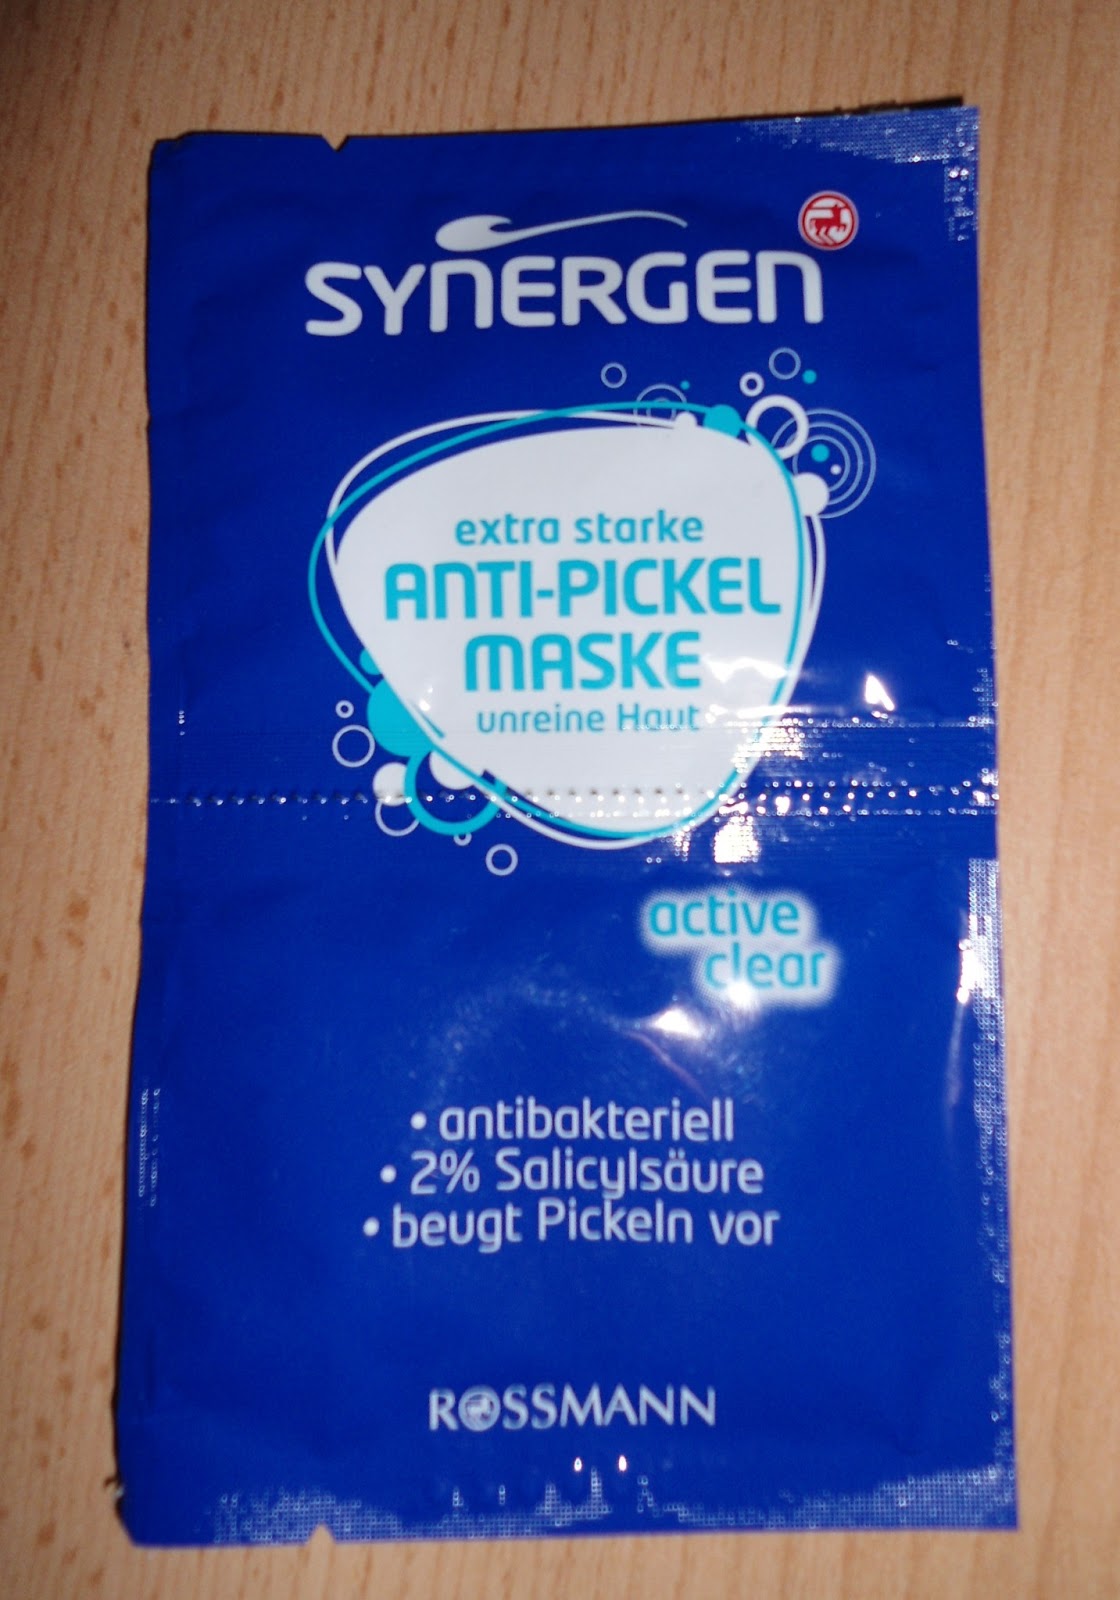 SYNERGEN
extra starke
ANTI-PICKEL
MASKE
unreine Haut
active
clear
• antibakteriell
• 2% Salicylsäure
• beugt Pickeln vor
ROSSMANN